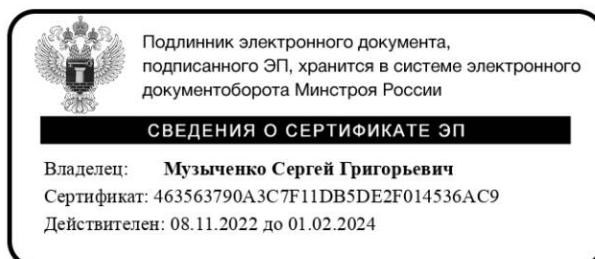 Подлинник электронного документа,
подписанного ЭП, хранится в системе электронного
документоборота Минстроя России
СВЕДЕНИЯ О СЕРТИФИКАТЕ ЭП
Владелец: Музыченко Сергей Григорьевич
Сертификат: 463563790A3C7F11DB5DE2F014536AC9
Действителен: 08.11.2022 до 01.02.2024